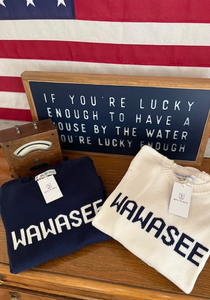 IF YOU'RE LUCKY
ENOUGH TO HAVE A
HOUSE BY THE WATER
YOU'RE LUCKY ENOUGH
WAWASEE
WAWASEE